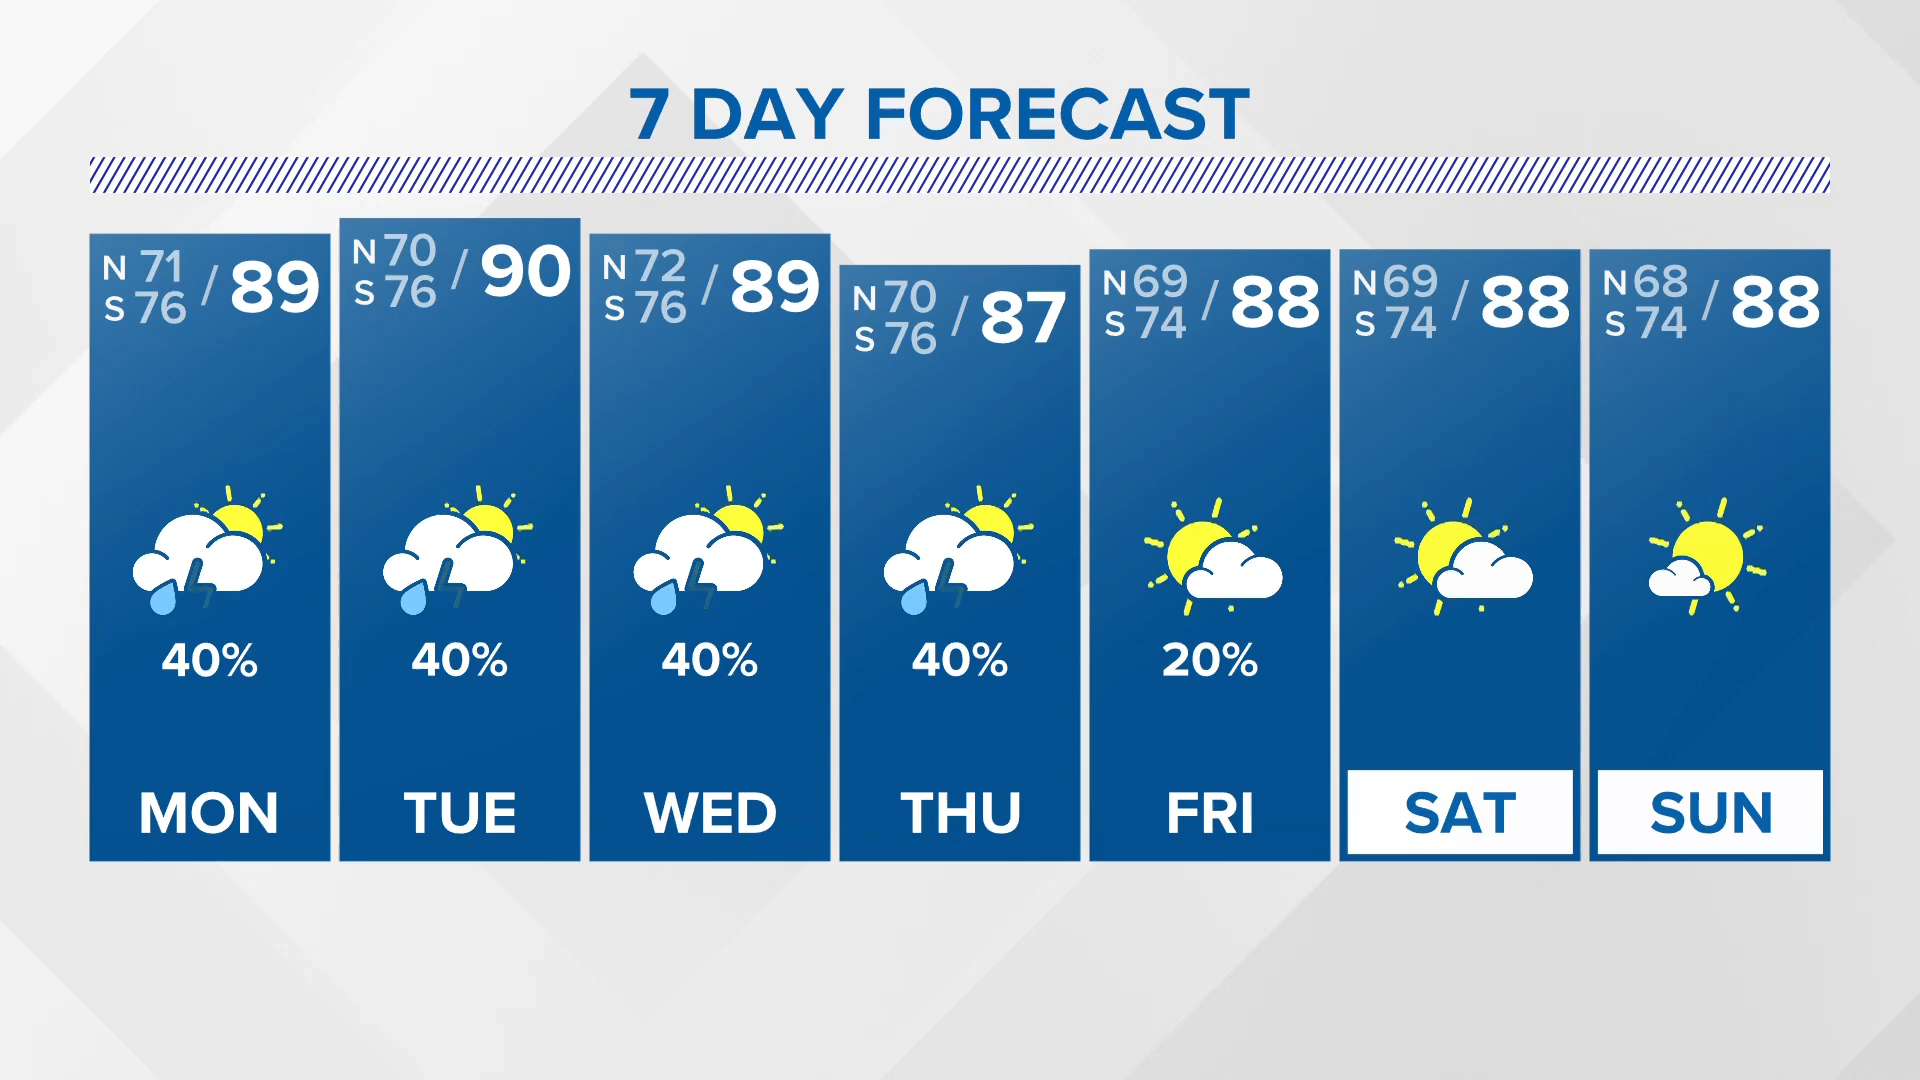 7 DAY FORECAST
N 71 / 89
S 76
40%
MON
N 70 / 90
S 76
40%
TUE
N 72 / 89
S 76
40%
WED
N 70 / 87
S 76
40%
THU
N 69 / 88
S 74
20%
FRI
N 69 / 88
S 74
SAT
N 68 / 88
S 74
SUN